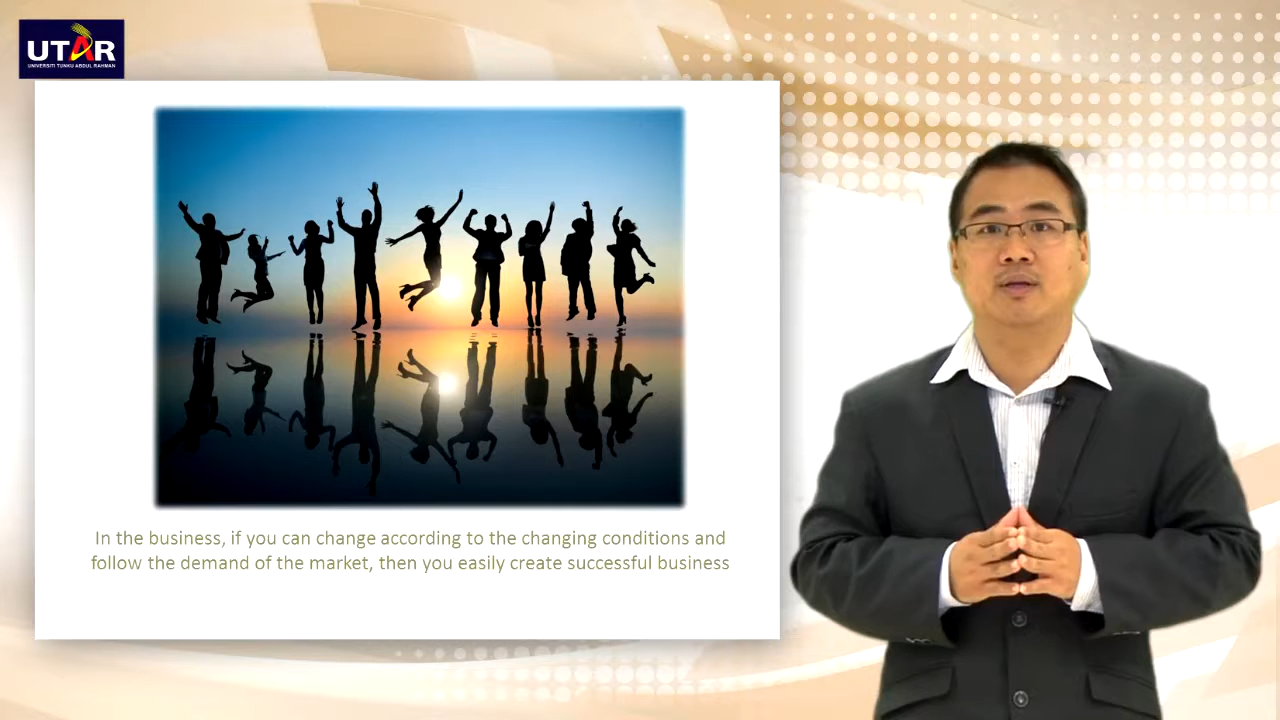 UTAR
UNIVERSITI TUNKU ABDUL RAHMAN
In the business, if you can change according to the changing conditions and
follow the demand of the market, then you easily create successful business